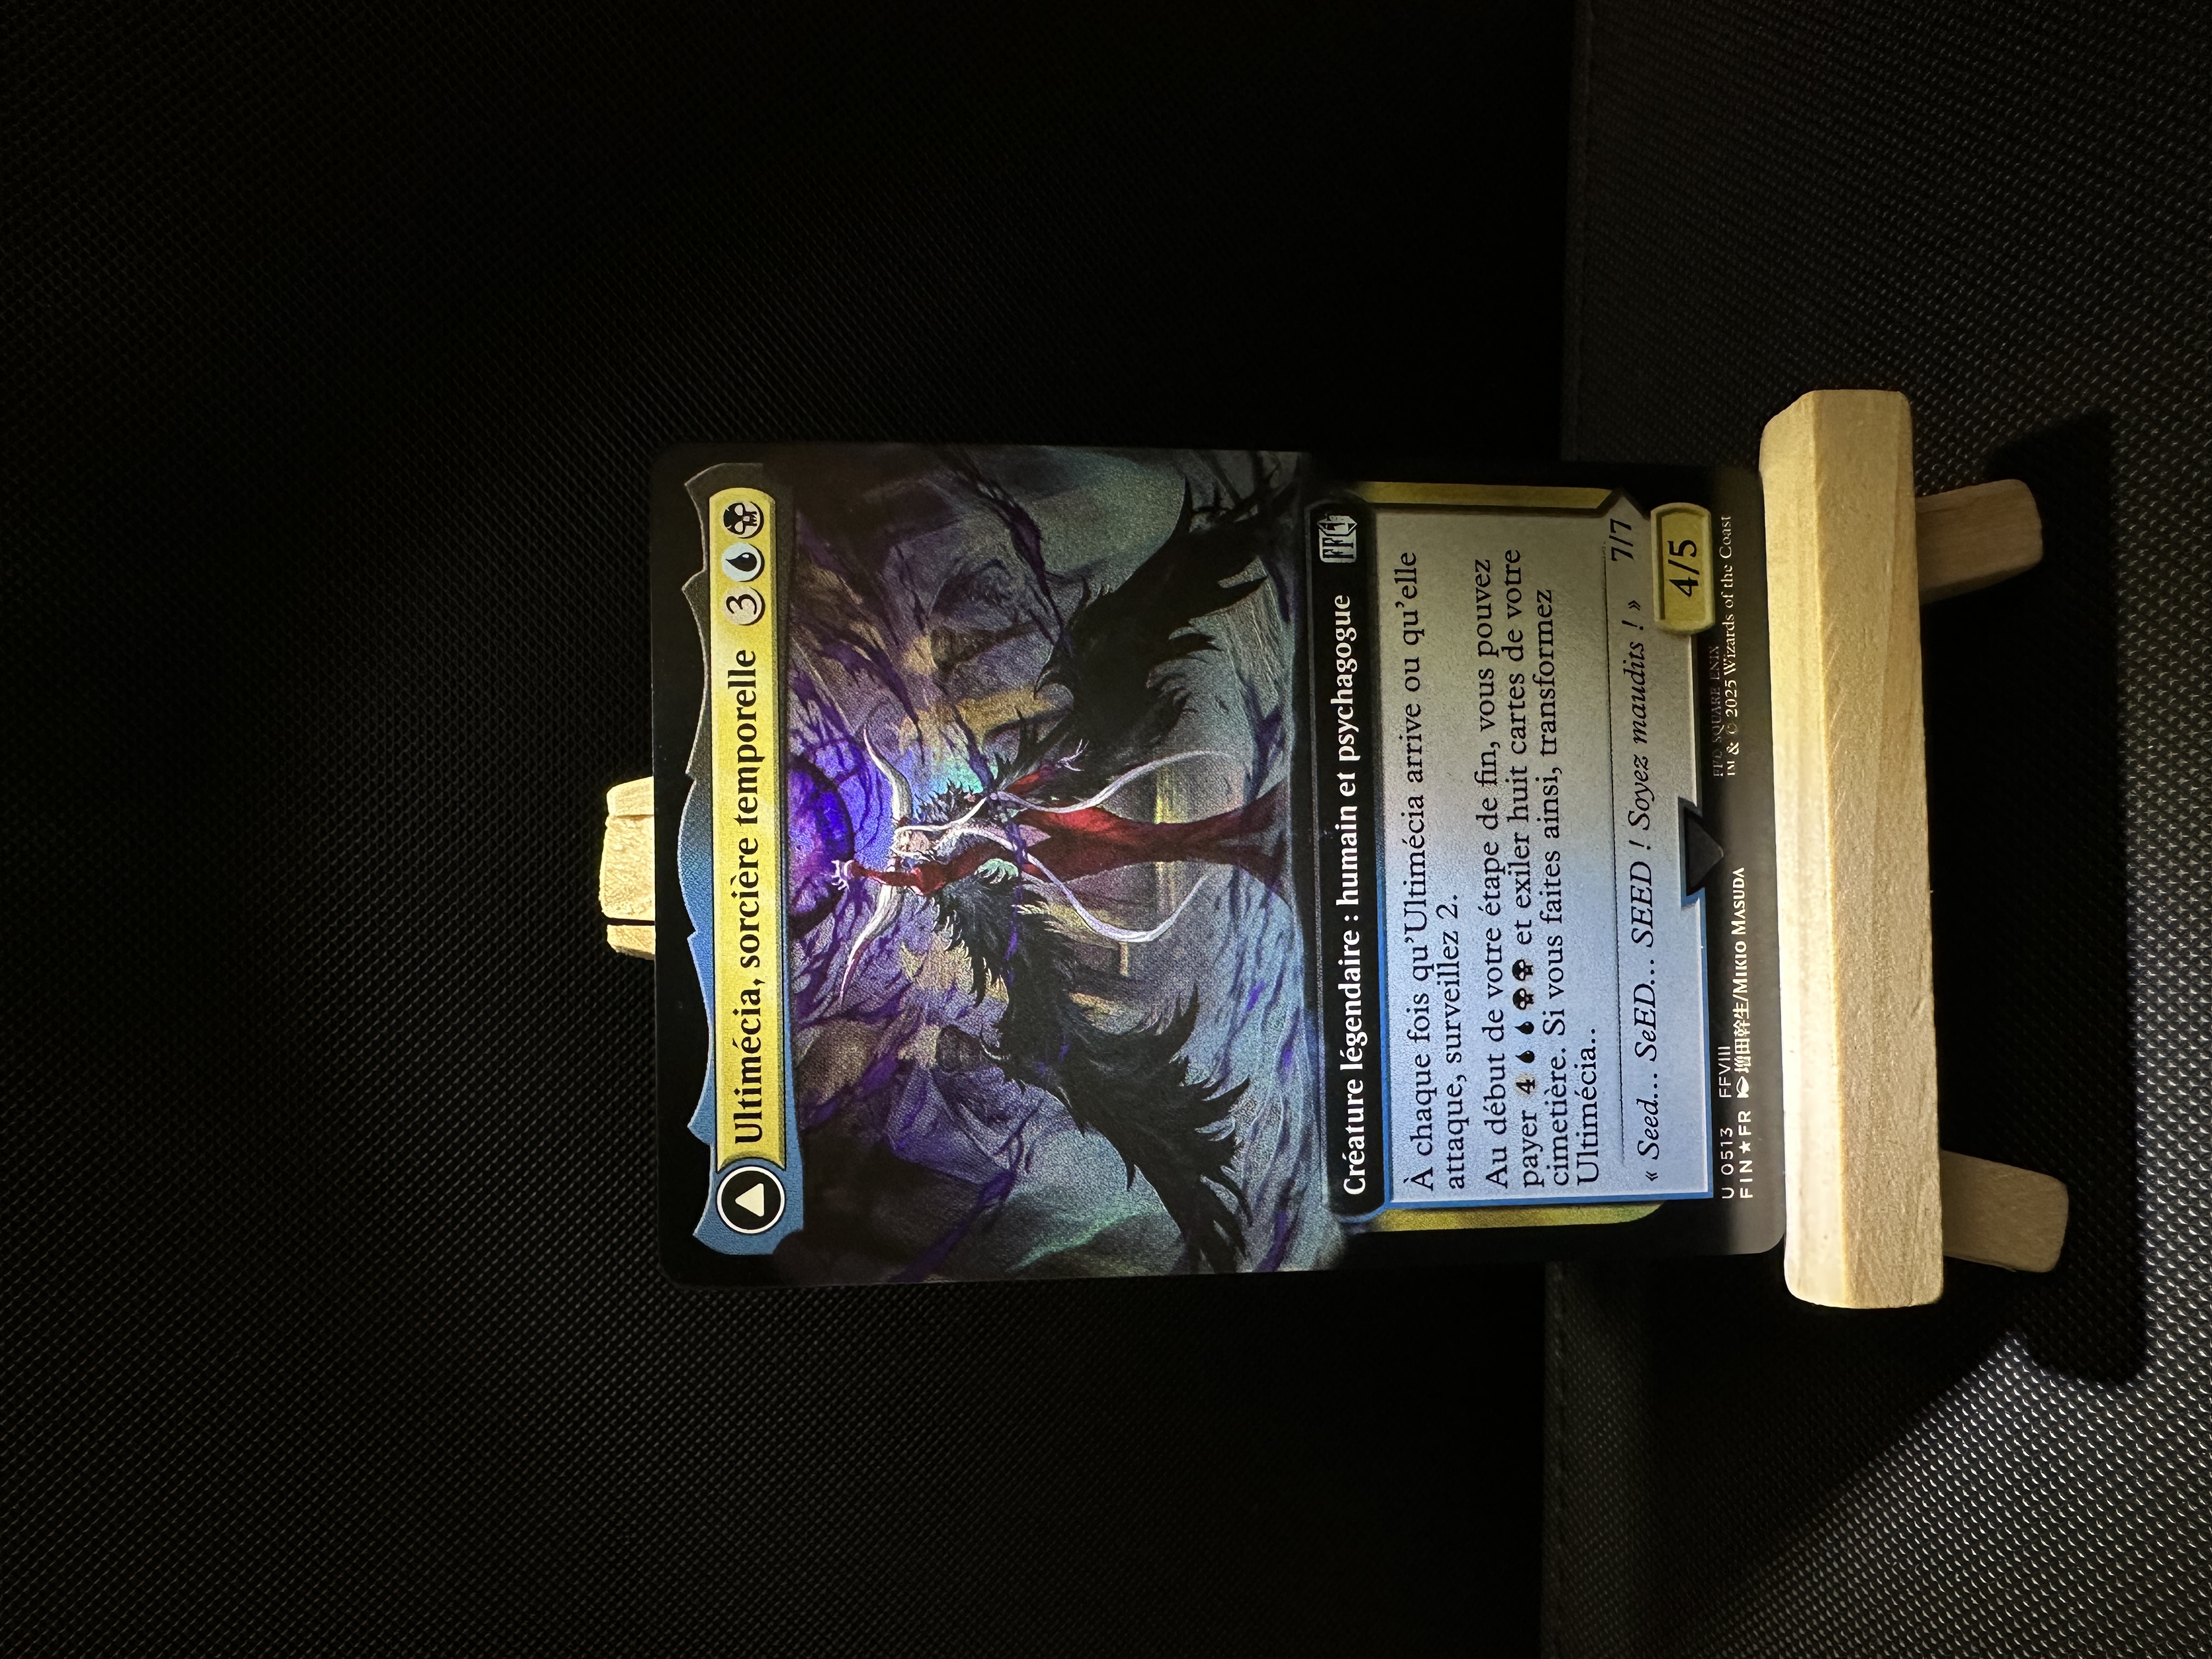 Ultimécia, sorcière temporelle 3
Créature légendaire : humain et psychagogue FF
À chaque fois qu'Ultimécia arrive ou qu'elle
attaque, surveillez 2.
Au début de votre étape de fin, vous pouvez
payer 4 et exiler huit cartes de votre
cimetière. Si vous faites ainsi, transformez
Ultimécia..
7/7
« Seed... SeED... SEED ! Soyez maudits ! »
4/5
U 0513 FFVIII
FIN★FR 増田幹生/MIKIO MASUDA
SQUARE ENIX
™ & © 2025 Wizards of the Coast